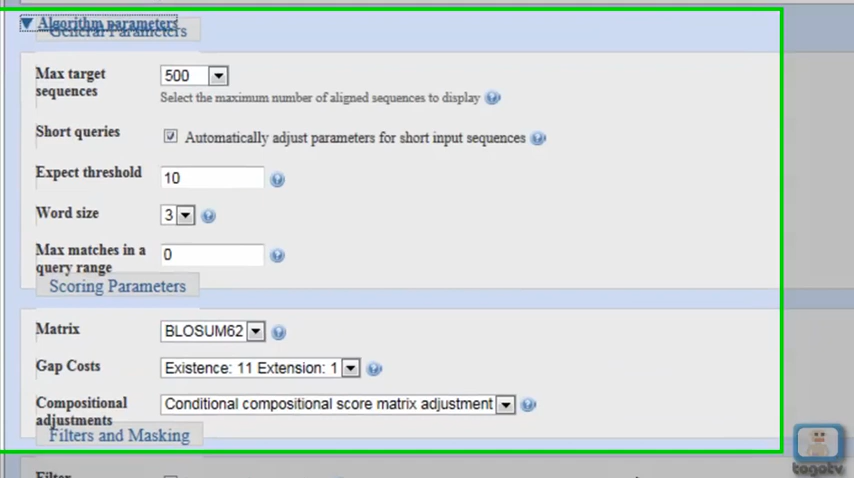 Algorithm parameters
General Parameters
Max target
sequences
500
Select the maximum number of aligned sequences to display
Short queries
Automatically adjust parameters for short input sequences
Expect threshold
10
Word size
3
Max matches in a
query range
0
Scoring Parameters
Matrix
BLOSUM62
Gap Costs
Existence: 11 Extension: 1
Compositional
adjustments
Conditional compositional score matrix adjustment
Filters and Masking
Filter
togotv